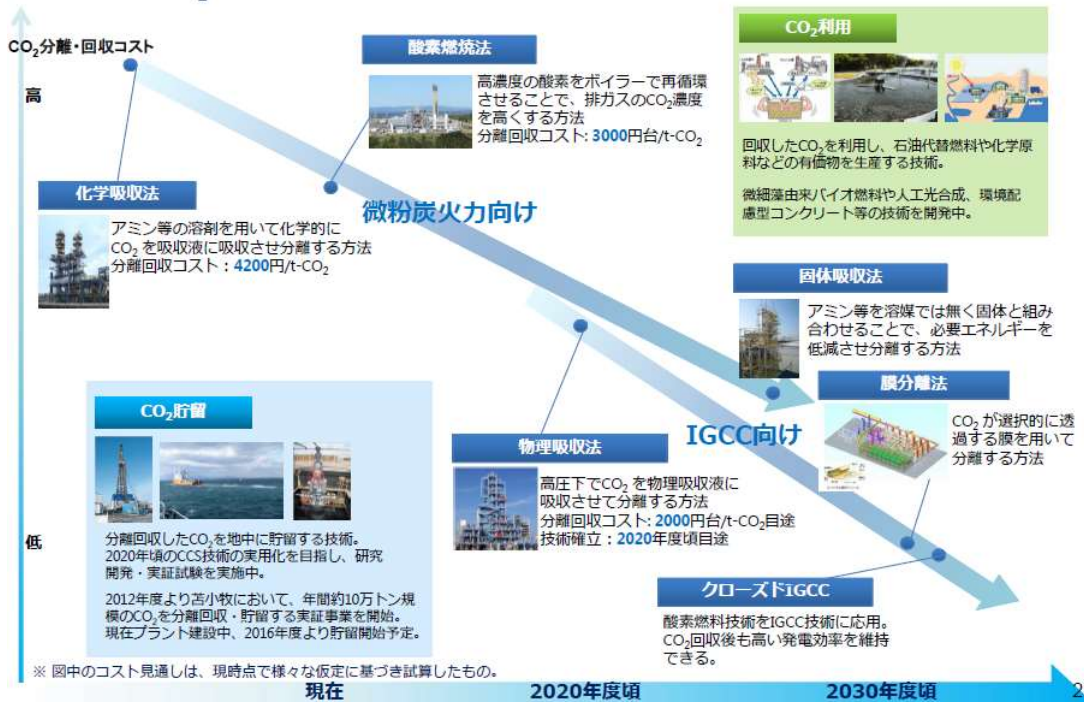 CO₂分離・回収コスト
高
低
酸素燃焼法
高濃度の酸素をボイラーで再循環
させることで、排ガスのCO₂濃度
を高くする方法
分離回収コスト: 3000円台/t-CO₂
CO₂利用
回収したCO₂を利用し、石油代替燃料や化学原
料などの有価物を生産する技術。
微細藻由来バイオ燃料や人工光合成、環境配
慮型コンクリート等の技術を開発中。
化学吸収法
アミン等の溶剤を用いて化学的に
CO₂ を吸収液に吸収させ分離する方法
分離回収コスト：4200円/t-CO₂
微粉炭火力向け
固体吸収法
アミン等を溶媒では無く固体と組み
合わせることで、必要エネルギーを
低減させ分離する方法
膜分離法
CO₂ が選択的に透
過する膜を用いて
分離する方法
IGCC向け
物理吸収法
高圧下でCO₂ を物理吸収液に
吸収させて分離する方法
分離回収コスト: 2000円台/t-CO₂目途
技術確立：2020年度頃目途
CO₂貯留
分離回収したCO₂を地中に貯留する技術。
2020年頃のCCS技術の実用化を目指し、研究
開発・実証試験を実施中。
2012年度より苫小牧において、年間約10万トン規
模のCO₂を分離回収・貯留する実証事業を開始。
現在プラント建設中、2016年度より貯留開始予定。
クローズドIGCC
酸素燃料技術をIGCC技術に応用。
CO₂回収後も高い発電効率を維持
できる。
※ 図中のコスト見通しは、現時点で様々な仮定に基づき試算したもの。
現在
2020年度頃
2030年度頃
2